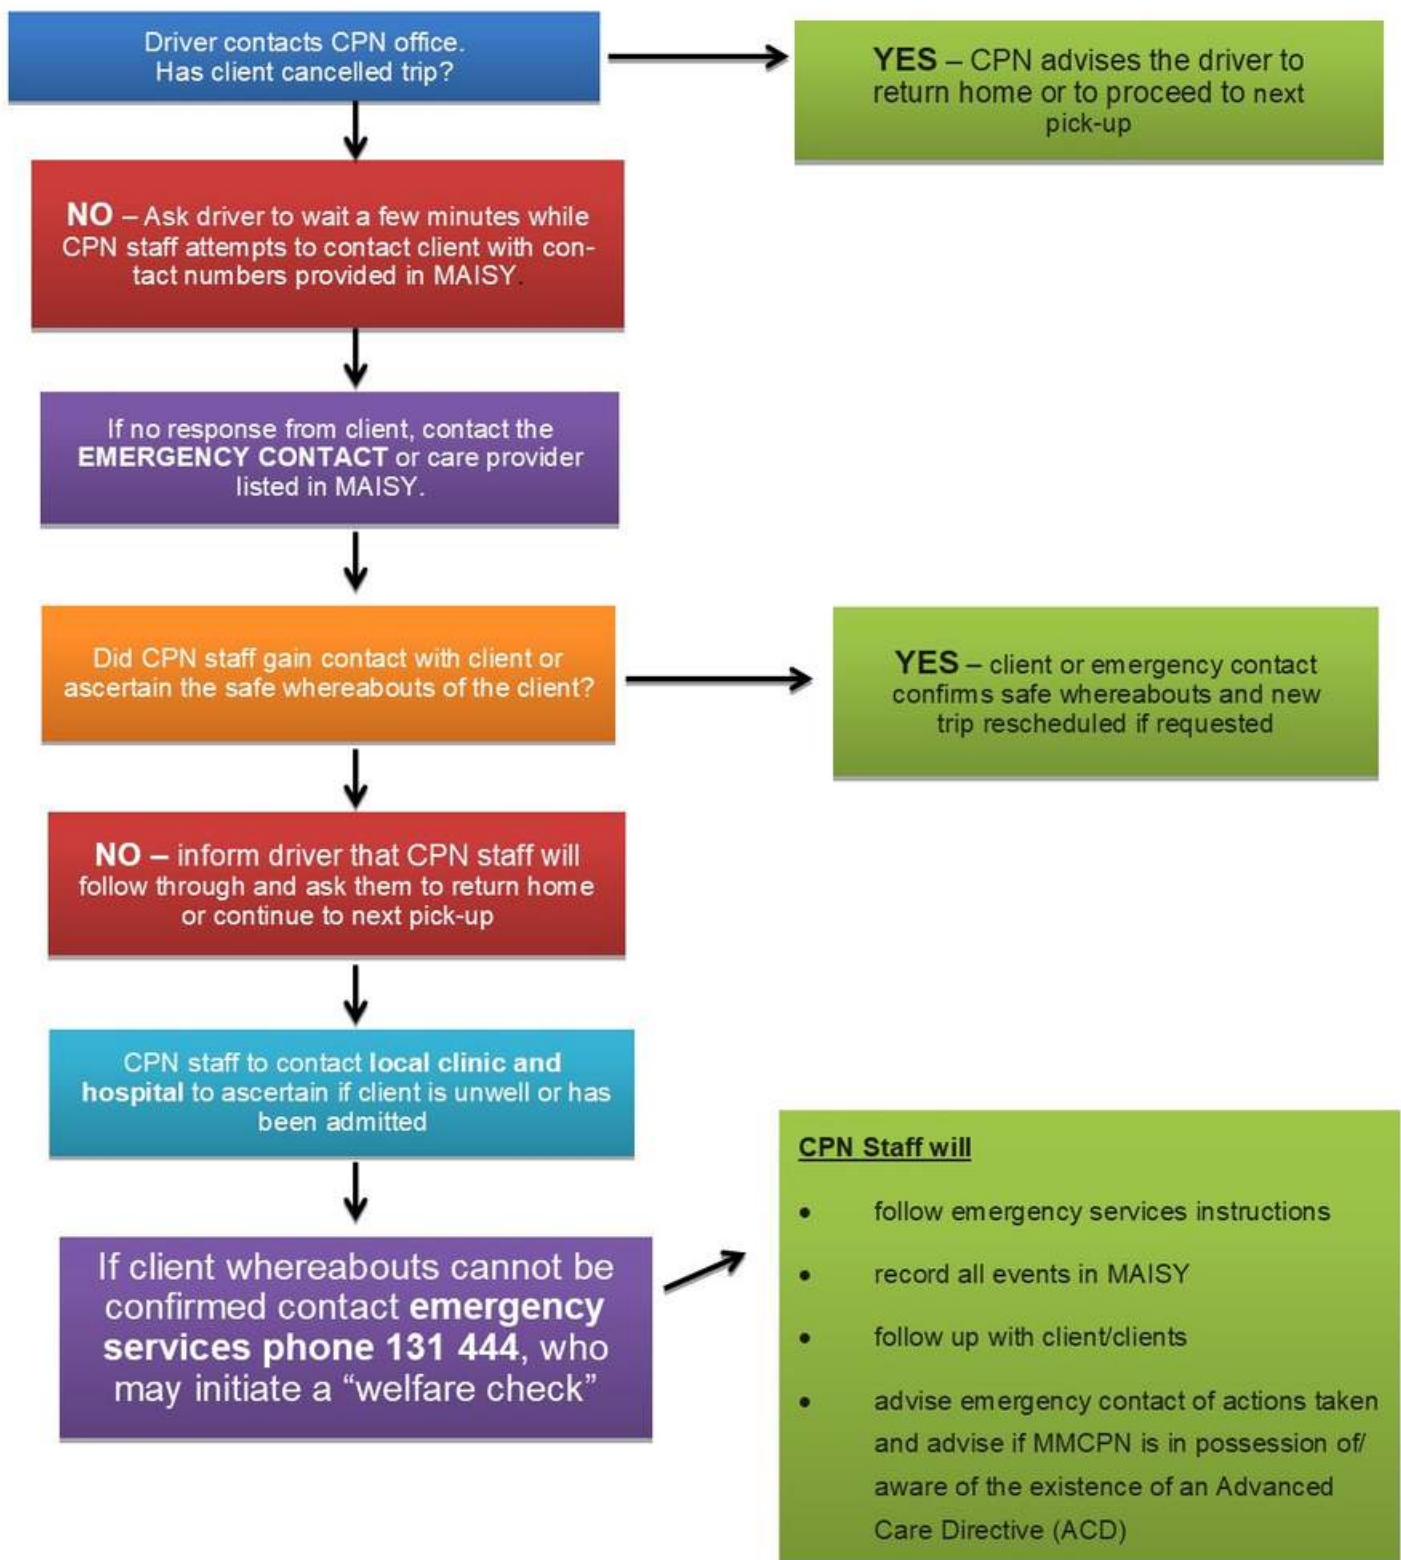 Driver contacts CPN office.
Has client cancelled trip?
YES – CPN advises the driver to
return home or to proceed to next
pick-up
NO – Ask driver to wait a few minutes while
CPN staff attempts to contact client with con-
tact numbers provided in MAISY.
If no response from client, contact the
EMERGENCY CONTACT or care provider
listed in MAISY.
Did CPN staff gain contact with client or
ascertain the safe whereabouts of the client?
YES – client or emergency contact
confirms safe whereabouts and new
trip rescheduled if requested
NO – inform driver that CPN staff will
follow through and ask them to return home
or continue to next pick-up
CPN staff to contact local clinic and
hospital to ascertain if client is unwell or has
been admitted
If client whereabouts cannot be
confirmed contact emergency
services phone 131 444, who
may initiate a “welfare check”
CPN Staff will
• follow emergency services instructions
• record all events in MAISY
• follow up with client/clients
• advise emergency contact of actions taken
and advise if MMCPN is in possession of/
aware of the existence of an Advanced
Care Directive (ACD)